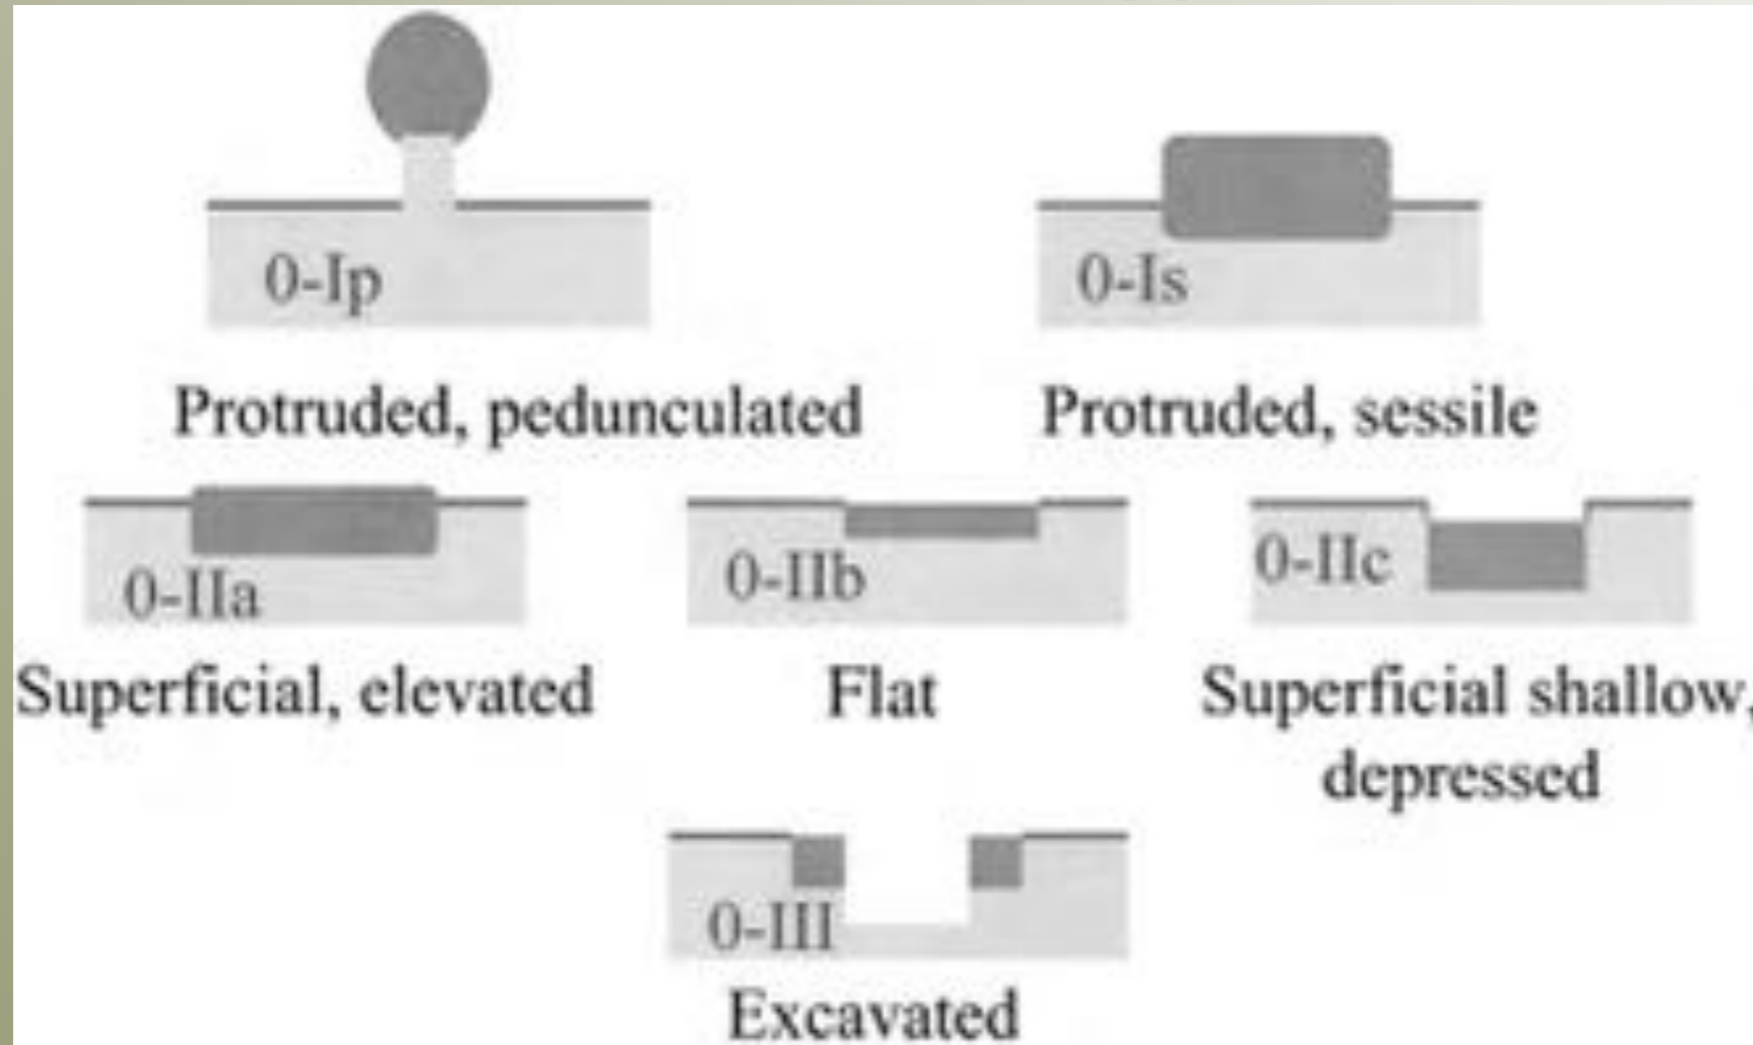 0-Ip
0-Is
Protruded, pedunculated
Protruded, sessile
0-IIa
0-IIb
0-IIc
Superficial, elevated
Flat
Superficial shallow,
depressed
0-III
Excavated